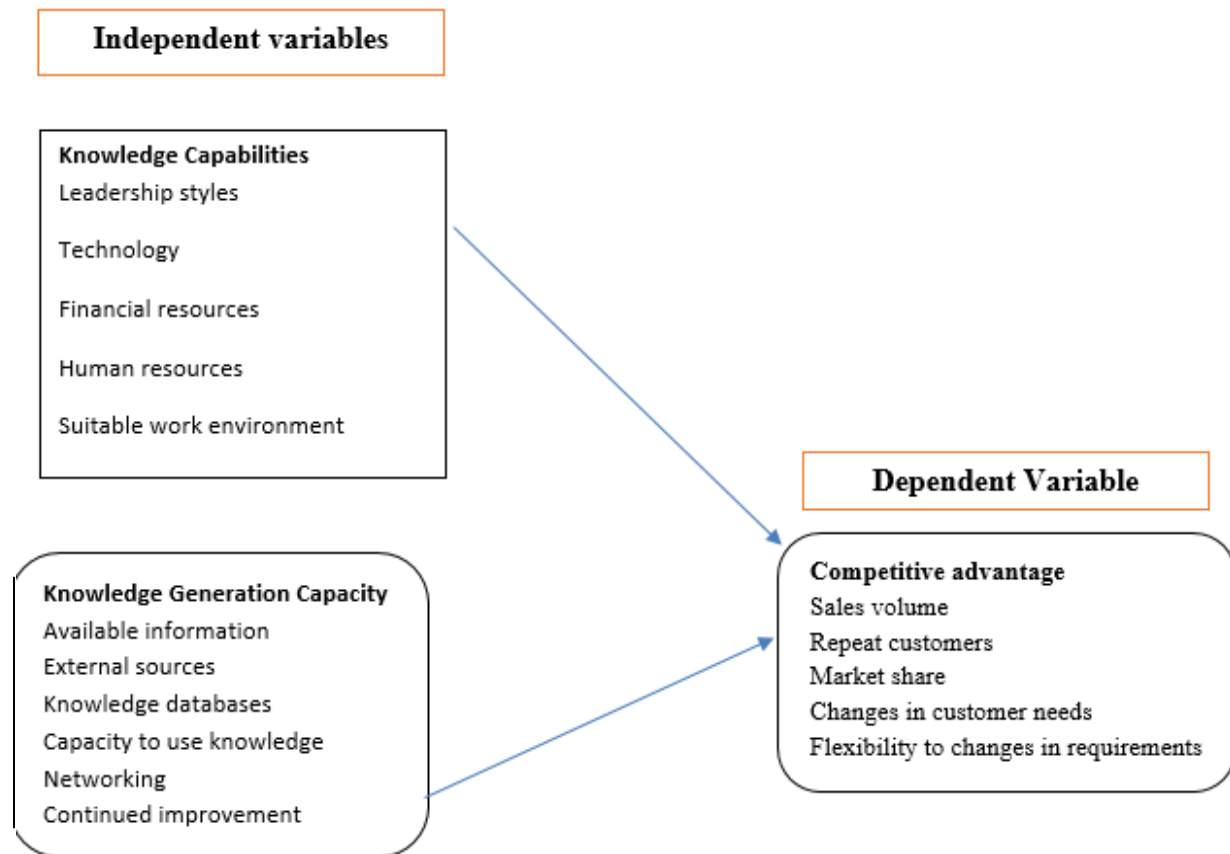 Independent variables
Knowledge Capabilities
Leadership styles
Technology
Financial resources
Human resources
Suitable work environment
Knowledge Generation Capacity
Available information
External sources
Knowledge databases
Capacity to use knowledge
Networking
Continued improvement
Dependent Variable
Competitive advantage
Sales volume
Repeat customers
Market share
Changes in customer needs
Flexibility to changes in requirements